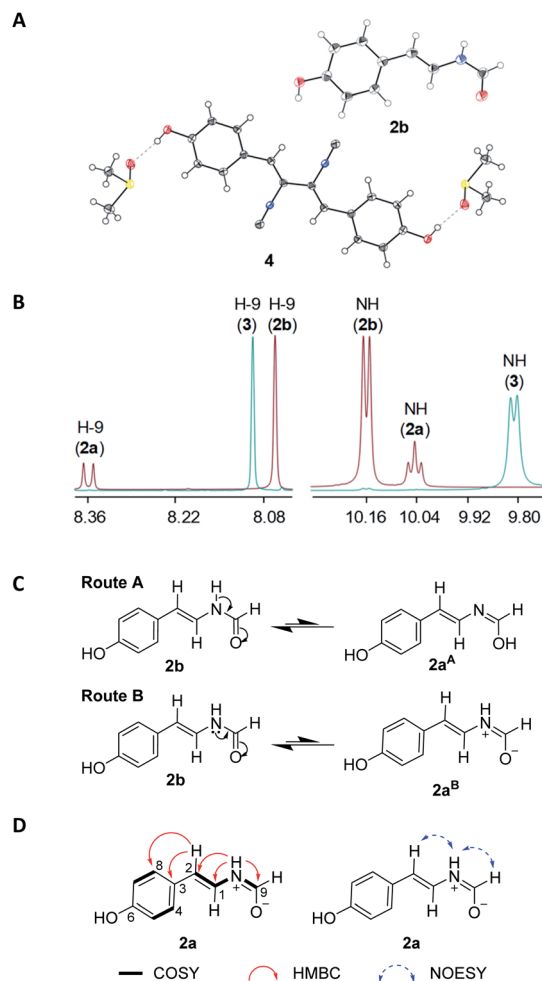 A
2b
4
B
H-9 H-9
(3) (2b)
NH
(2b)
NH
(3)
NH
(2a)
H-9
(2a)
8.36 8.22 8.08 10.16 10.04 9.92 9.80
C
Route A
H H
N H
H O
HO
2b
H
N H
H OH
HO
2aᴬ
Route B
H H
N H
H O
HO
2b
H H
N H
+
H O⁻
HO
2aᴮ
D
H H
8 2 N H
3 1 + 9
4 H O⁻
HO 6
2a
H H
N H
+
H O⁻
HO
2a
COSY HMBC NOESY